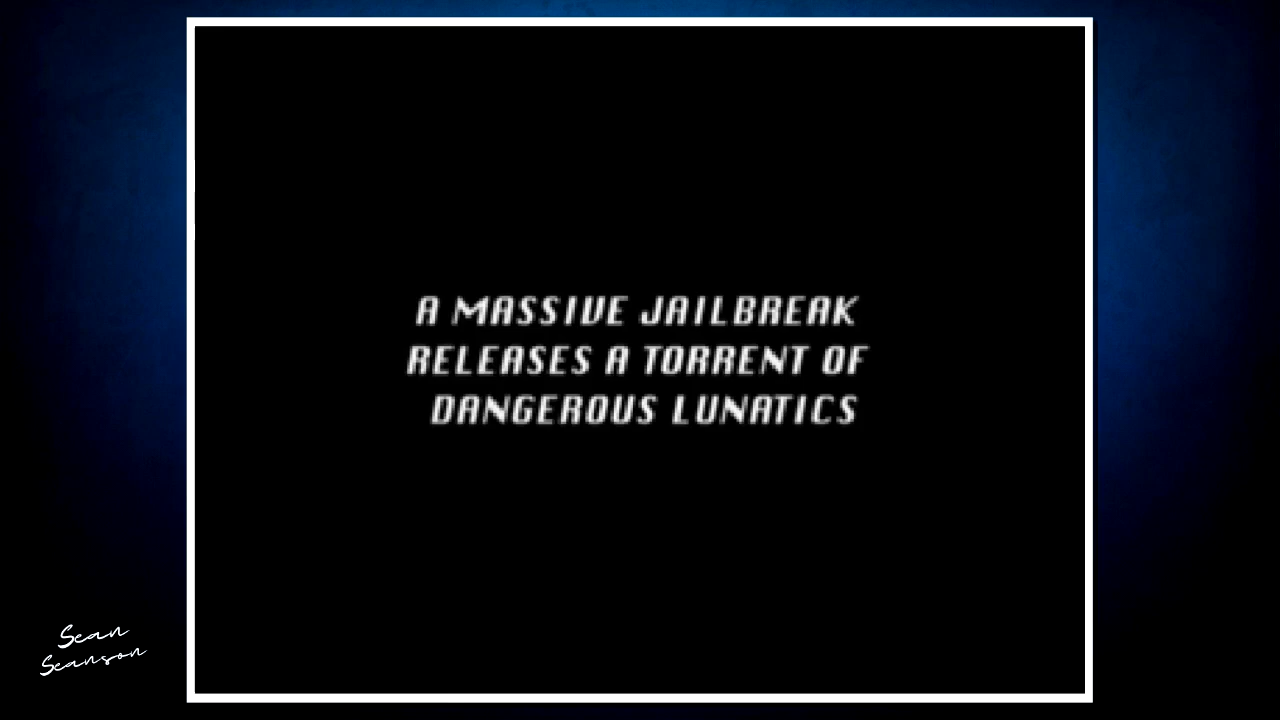 A MASSIVE JAILBREAK
RELEASES A TORRENT OF
DANGEROUS LUNATICS
Sean
Seanson